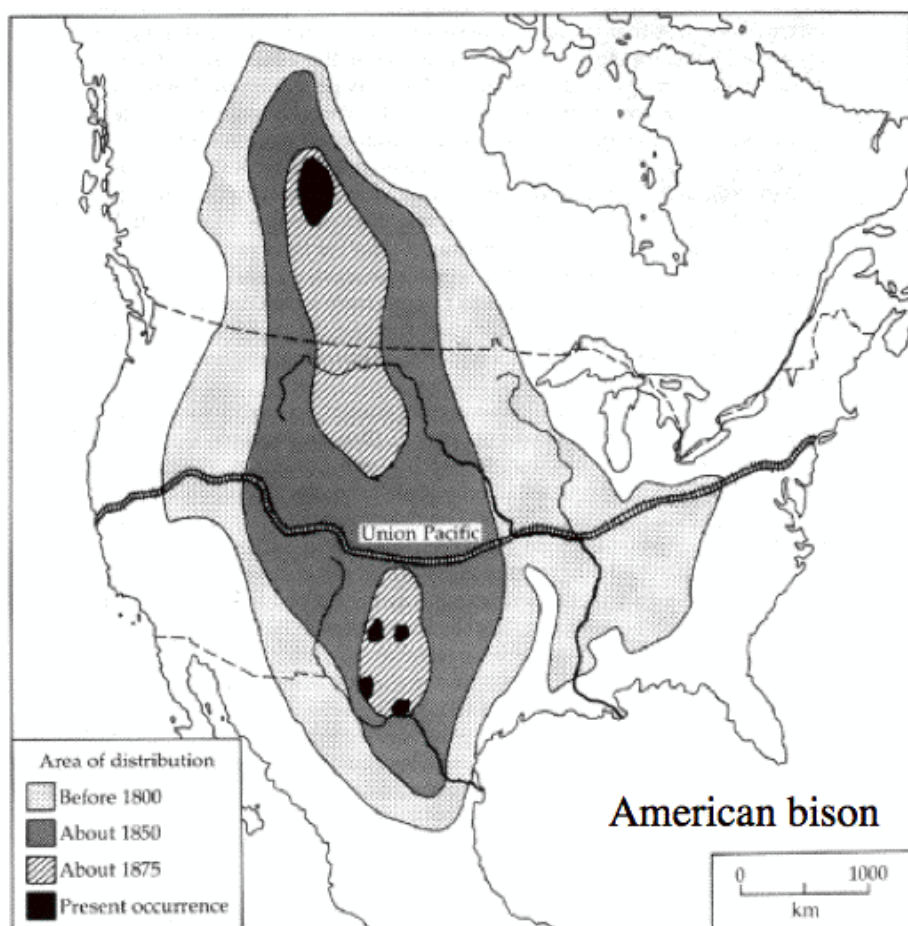 Union Pacific
Area of distribution
Before 1800
About 1850
About 1875
Present occurrence
American bison
0 1000
km